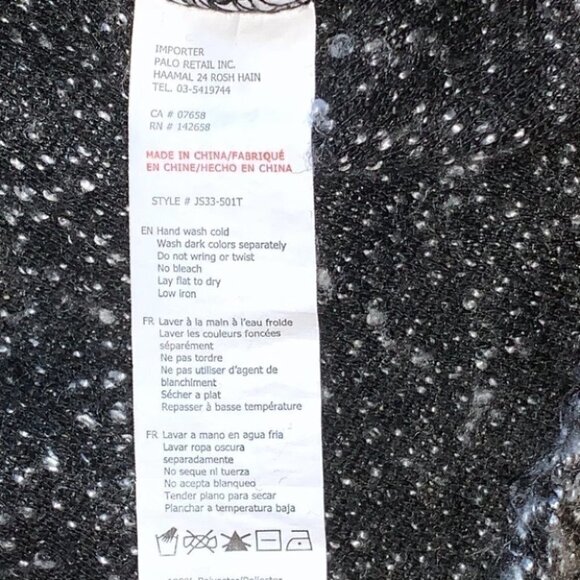 IMPORTER
PALO RETAIL INC.
HAAMAL 24 ROSH HAIN
TEL. 03-5419744
CA # 07658
RN # 142658
MADE IN CHINA/FABRIQUÉ
EN CHINE/HECHO EN CHINA
STYLE # JS33-501T
EN Hand wash cold
Wash dark colors separately
Do not wring or twist
No bleach
Lay flat to dry
Low iron
FR Laver à la main à l'eau froide
Laver les couleurs foncées
séparément
Ne pas tordre
Ne pas utiliser d'agent de
blanchiment
Sécher a plat
Repasser à basse température
FR Lavar a mano en agua fria
Lavar ropa oscura
separadamente
No seque ni tuerza
No acepta blanqueo
Tender plano para secar
Planchar a temperatura baja
Polyester/Poliester